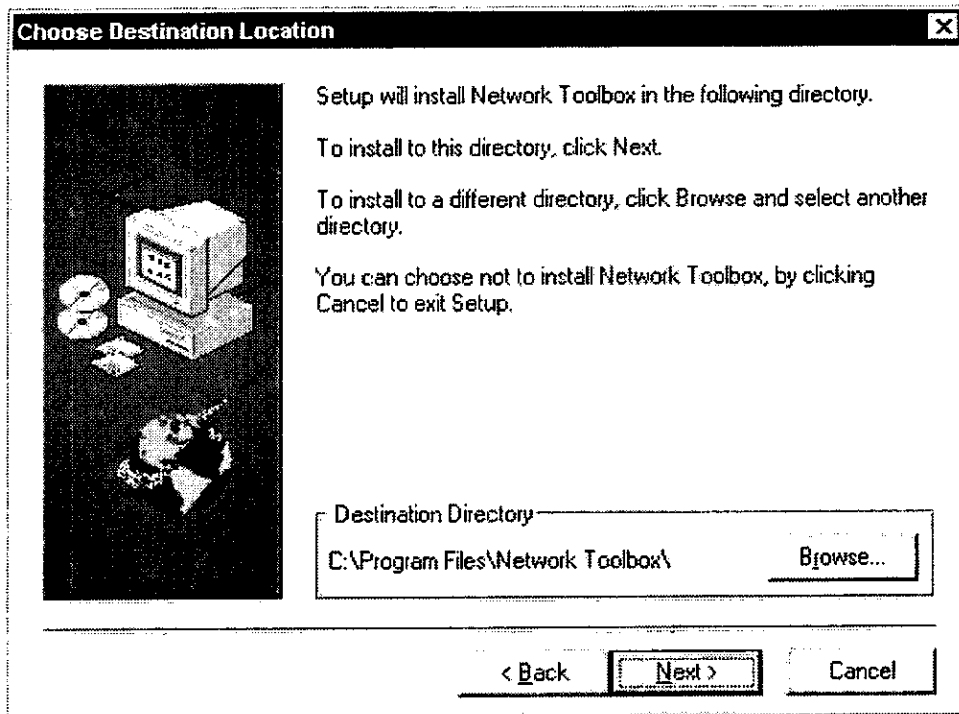 Choose Destination Location
Setup will install Network Toolbox in the following directory.
To install to this directory, click Next.
To install to a different directory, click Browse and select another
directory.
You can choose not to install Network Toolbox, by clicking
Cancel to exit Setup.
Destination Directory
C:\Program Files\Network Toolbox\
Browse...
< Back
Next >
Cancel